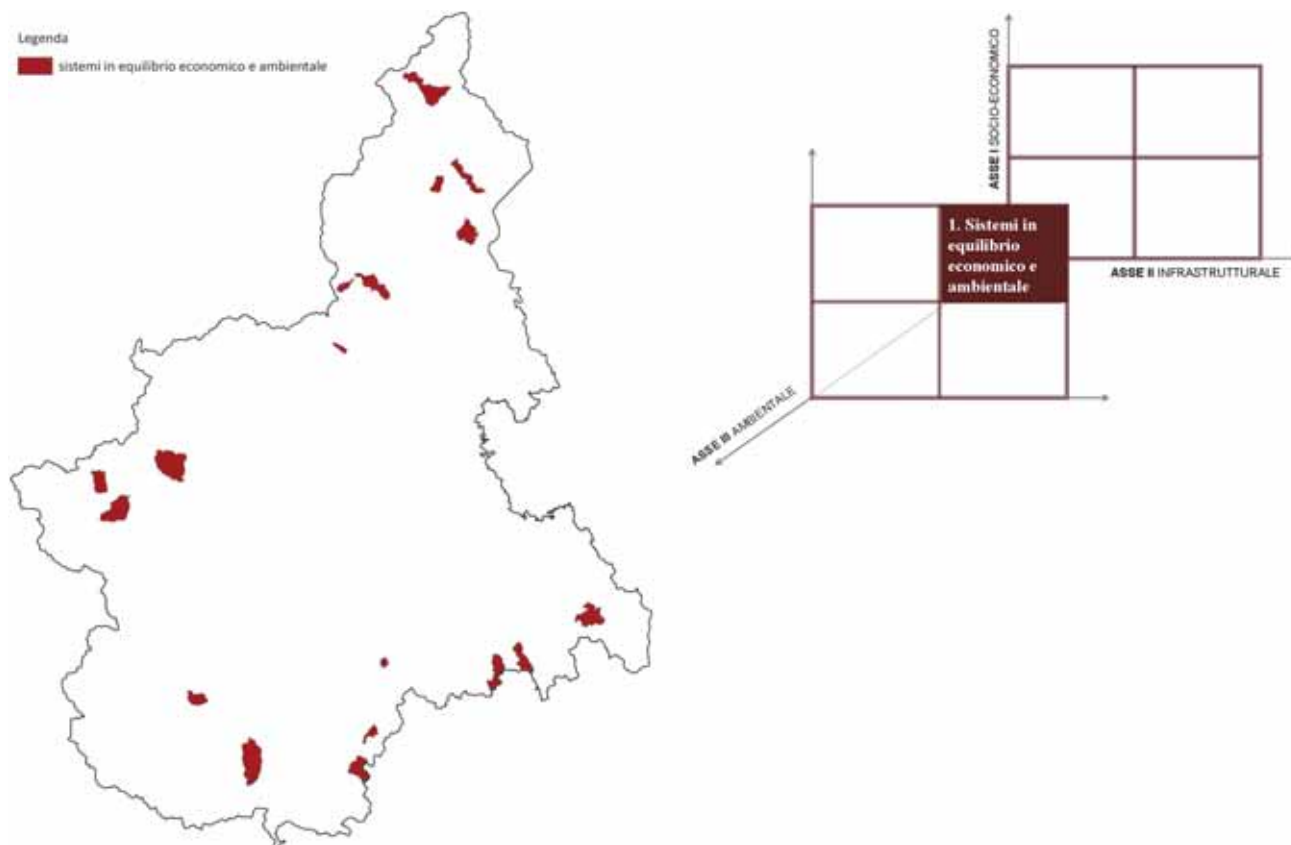 Legenda
sistemi in equilibrio economico e ambientale
ASSE I SOCIO-ECONOMICO
1. Sistemi in
equilibrio
economico e
ambientale
ASSE II INFRASTRUTTURALE
ASSE III AMBIENTALE